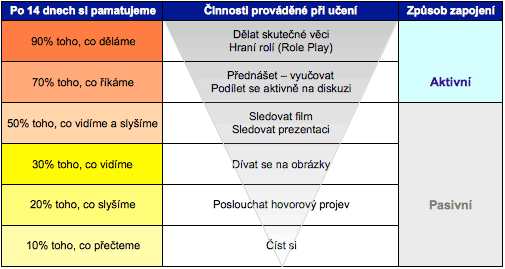 Po 14 dnech si pamatujeme
Činnosti prováděné při učení
Způsob zapojení
90% toho, co děláme
Dělat skutečné věci
Hraní rolí (Role Play)
Aktivní
70% toho, co říkáme
Přednášet – vyučovat
Podílet se aktivně na diskuzi
50% toho, co vidíme a slyšíme
Sledovat film
Sledovat prezentaci
Pasivní
30% toho, co vidíme
Dívat se na obrázky
20% toho, co slyšíme
Poslouchat hovorový projev
10% toho, co přečteme
Číst si